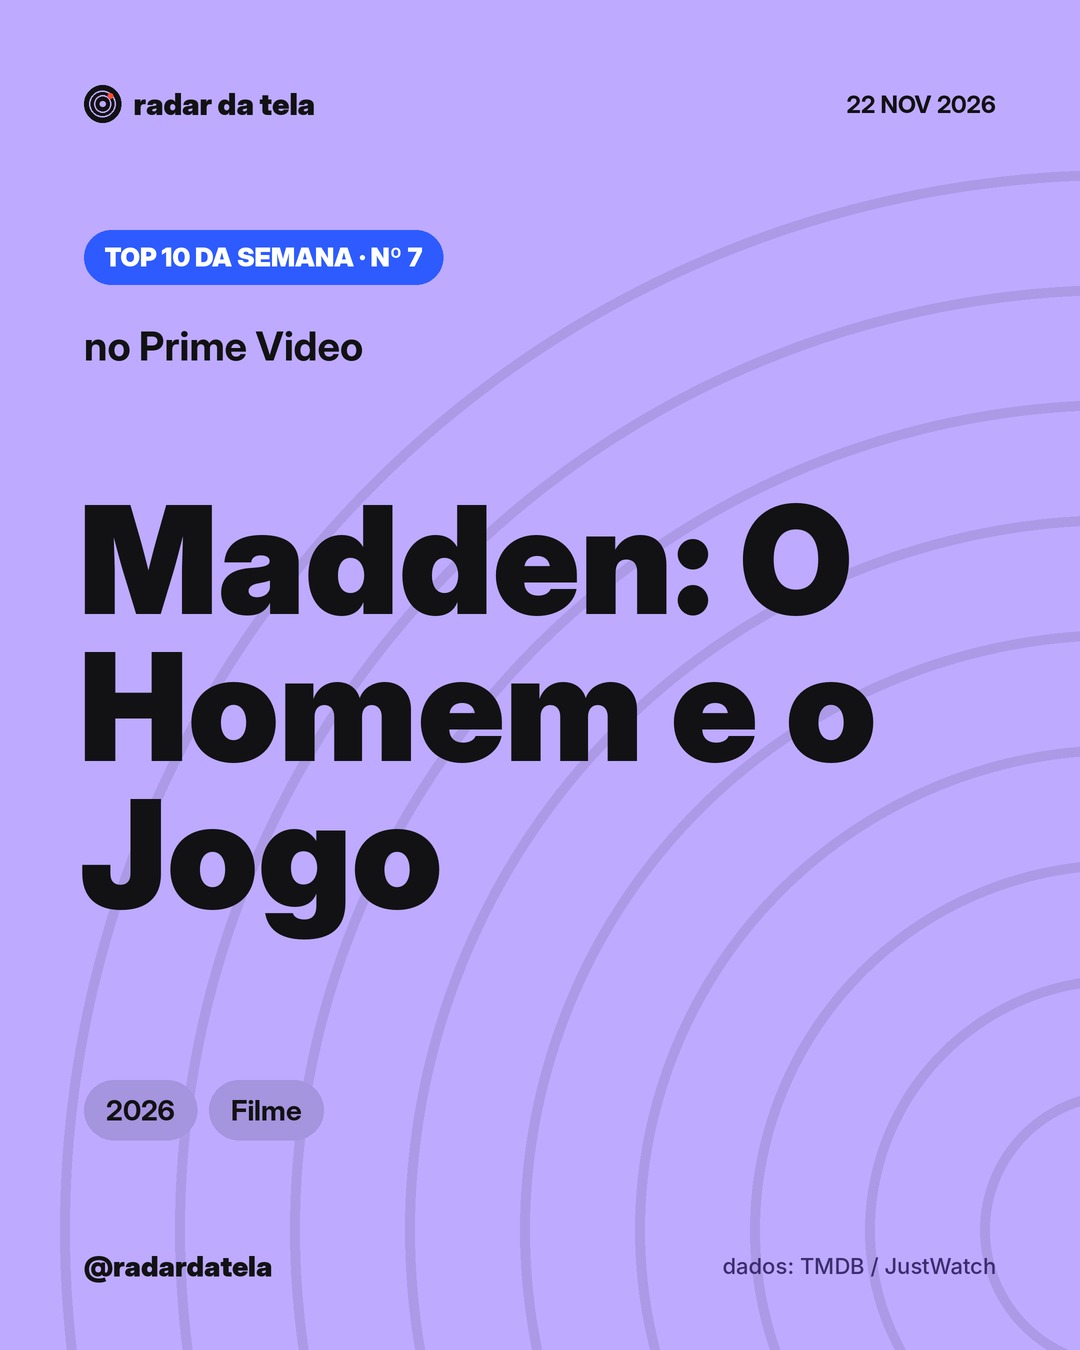 radar da tela
22 NOV 2026
TOP 10 DA SEMANA · Nº 7
no Prime Video
Madden: O
Homem e o
Jogo
2026
Filme
@radardatela
dados: TMDB / JustWatch